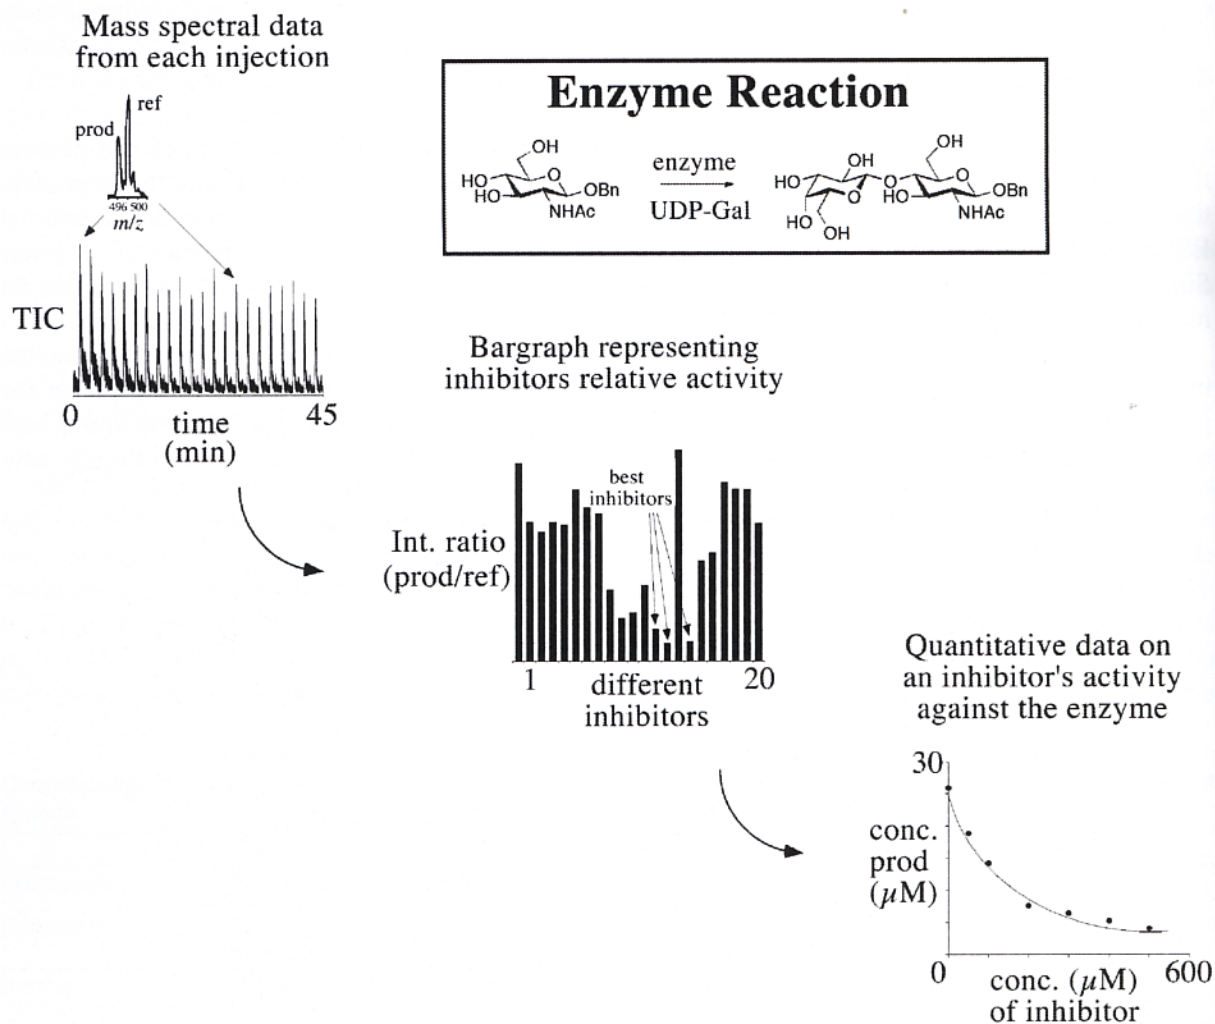 Mass spectral data
from each injection
ref
prod
496 500
m/z
TIC
0
45
time
(min)
Enzyme Reaction
OH
HO
HO
O
OBn
NHAc
enzyme
UDP-Gal
OH
HO
O
O
HO
OH
OH
HO
O
OBn
NHAc
Bargraph representing
inhibitors relative activity
best
inhibitors
Int. ratio
(prod/ref)
1
20
different
inhibitors
Quantitative data on
an inhibitor's activity
against the enzyme
30
conc.
prod
(µM)
0
600
conc. (µM)
of inhibitor